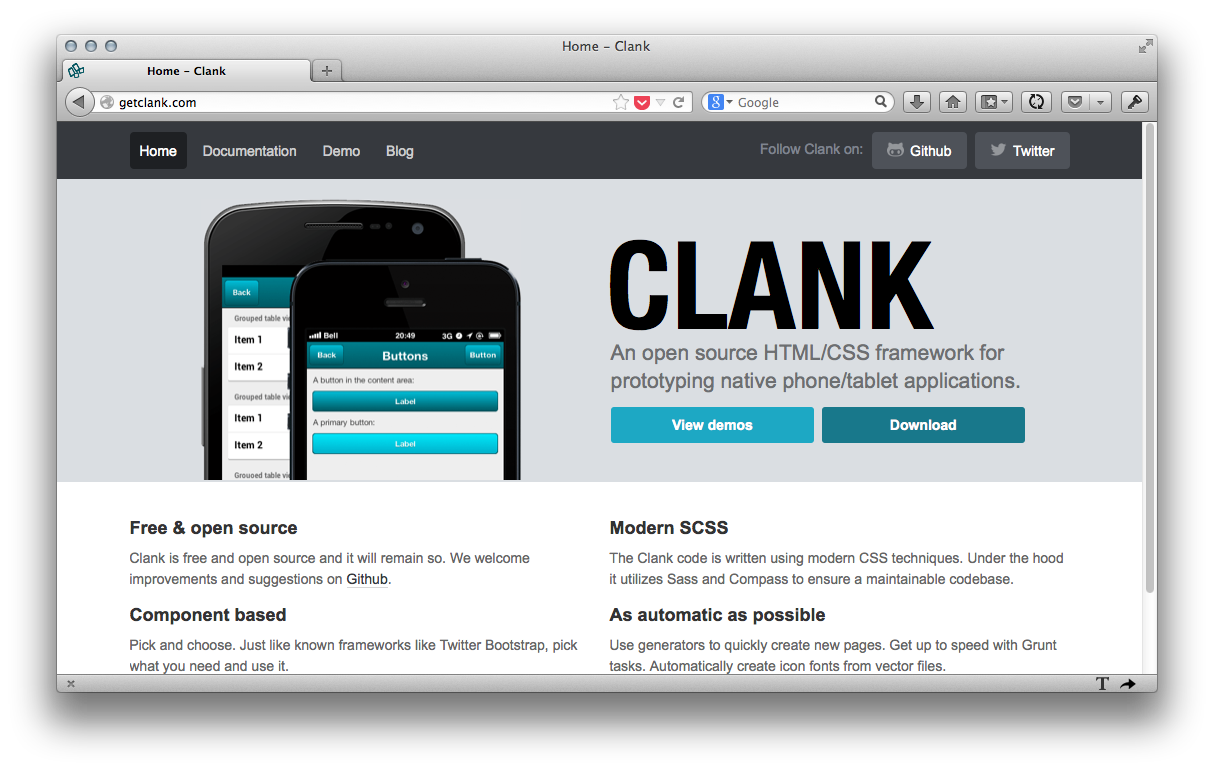 Home – Clank
Home – Clank
getclank.com
Google
Home Documentation Demo Blog
Follow Clank on: Github Twitter
Back
Grouped table vi
Item 1
Item 2
Grouped table vi
Item 1
Item 2
Grouped table vi
Bell 20:49 3G
Back Buttons Button
A button in the content area:
Label
A primary button:
Label
CLANK
An open source HTML/CSS framework for
prototyping native phone/tablet applications.
View demos Download
Free & open source
Clank is free and open source and it will remain so. We welcome
improvements and suggestions on Github.
Modern SCSS
The Clank code is written using modern CSS techniques. Under the hood
it utilizes Sass and Compass to ensure a maintainable codebase.
Component based
Pick and choose. Just like known frameworks like Twitter Bootstrap, pick
what you need and use it.
As automatic as possible
Use generators to quickly create new pages. Get up to speed with Grunt
tasks. Automatically create icon fonts from vector files.